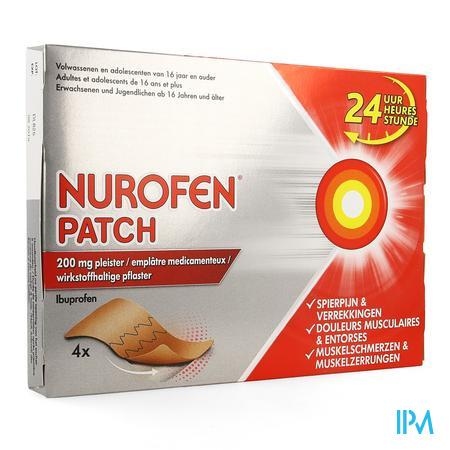 Volwassenen en adolescenten van 16 jaar en ouder
Adultes et adolescents de 16 ans et plus
Erwachsenen und Jugendlichen ab 16 Jahren und älter
24 UUR
HEURES
STUNDE
NUROFEN®
PATCH
200 mg pleister / emplâtre medicamenteux /
wirkstoffhaltige pflaster
Ibuprofen
4x
✓ SPIERPIJN &
VERREKKINGEN
✓ DOULEURS MUSCULAIRES
& ENTORSES
✓ MUSKELSCHMERZEN &
MUSKELZERRUNGEN
IPM